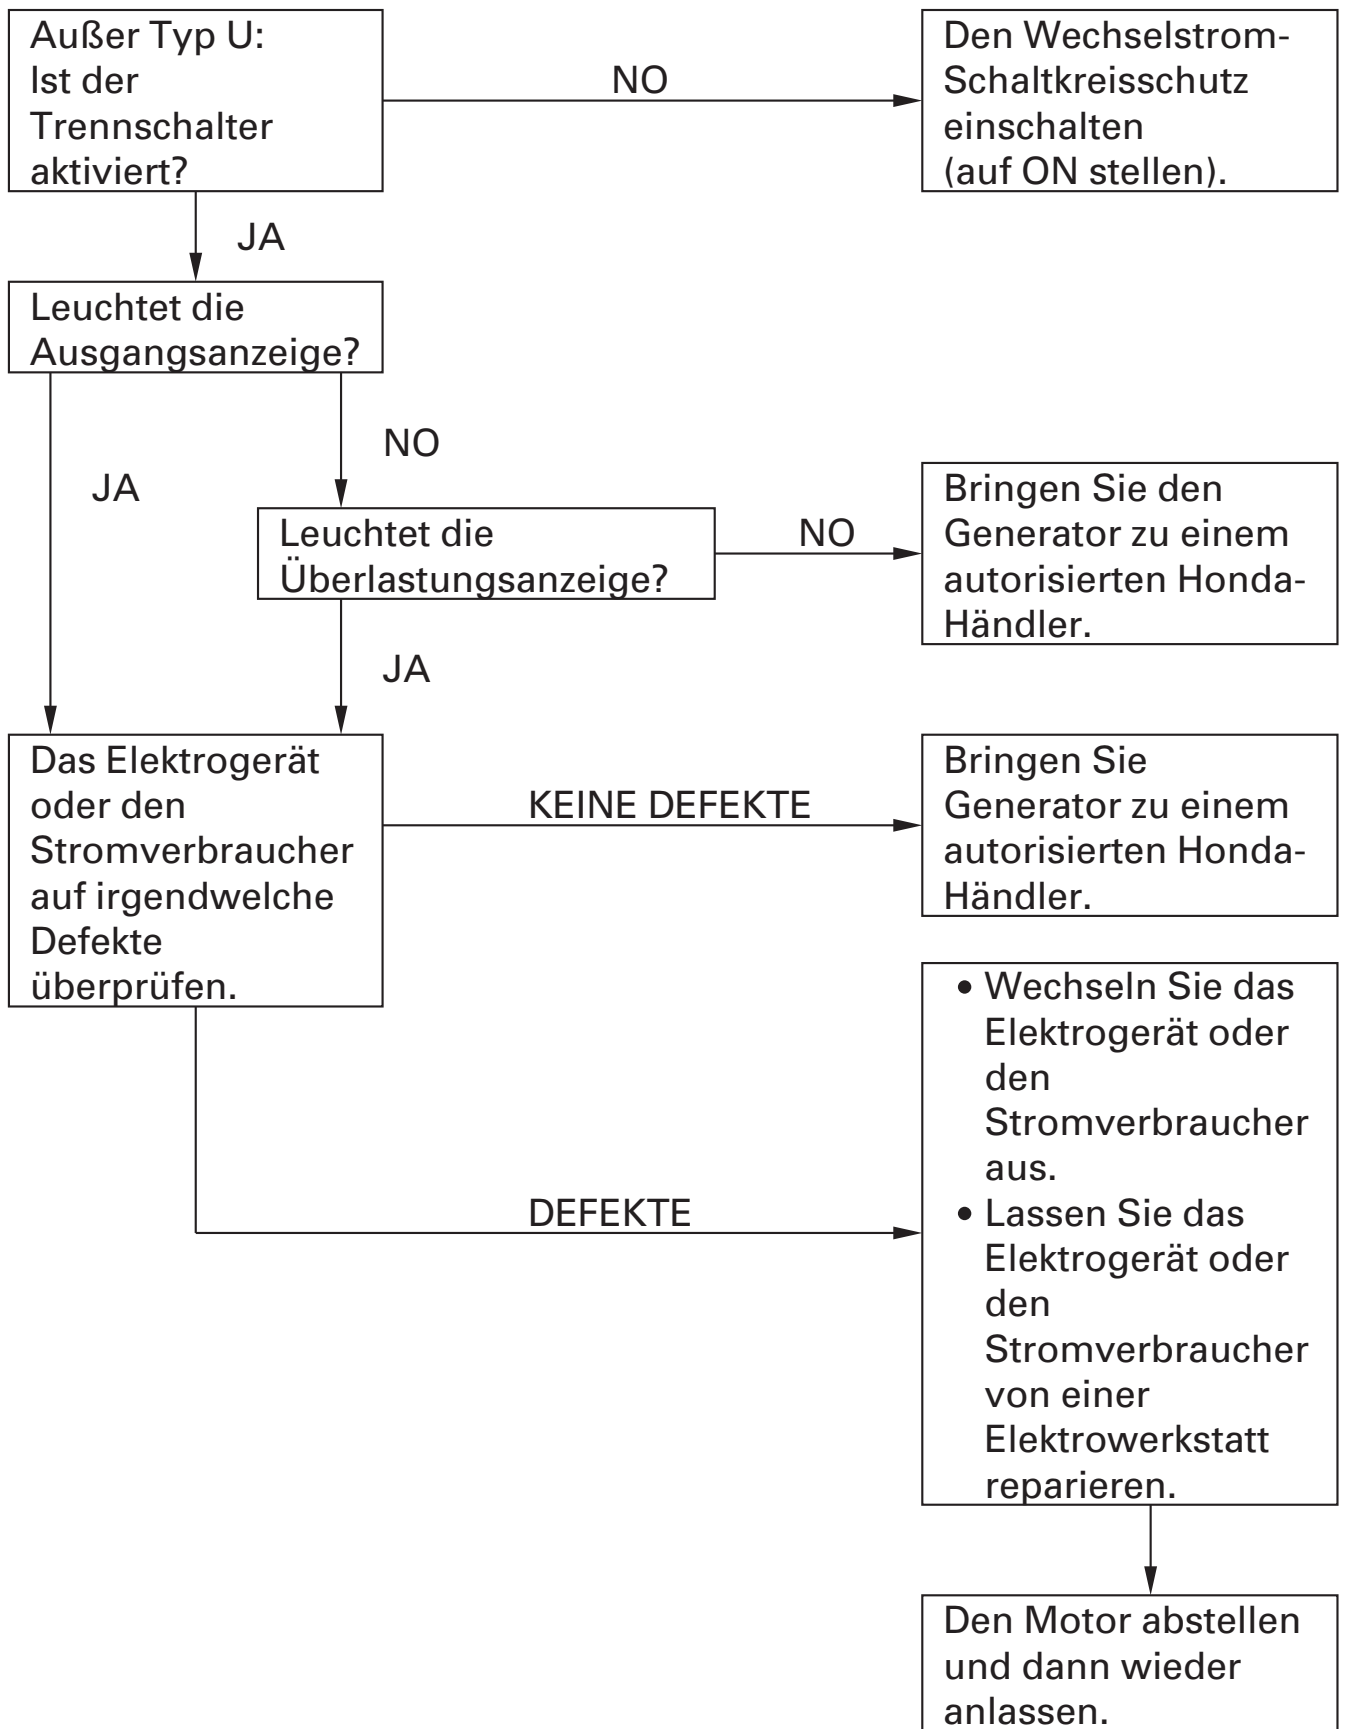 Außer Typ U:
Ist der
Trennschalter
aktiviert?
NO
Den Wechselstrom-
Schaltkreisschutz
einschalten
(auf ON stellen).
JA
Leuchtet die
Ausgangsanzeige?
JA
NO
Leuchtet die
Überlastungsanzeige?
NO
Bringen Sie den
Generator zu einem
autorisierten Honda-
Händler.
JA
Das Elektrogerät
oder den
Stromverbraucher
auf irgendwelche
Defekte
überprüfen.
KEINE DEFEKTE
Bringen Sie
Generator zu einem
autorisierten Honda-
Händler.
DEFEKTE
• Wechseln Sie das
Elektrogerät oder
den
Stromverbraucher
aus.
• Lassen Sie das
Elektrogerät oder
den
Stromverbraucher
von einer
Elektrowerkstatt
reparieren.
Den Motor abstellen
und dann wieder
anlassen.